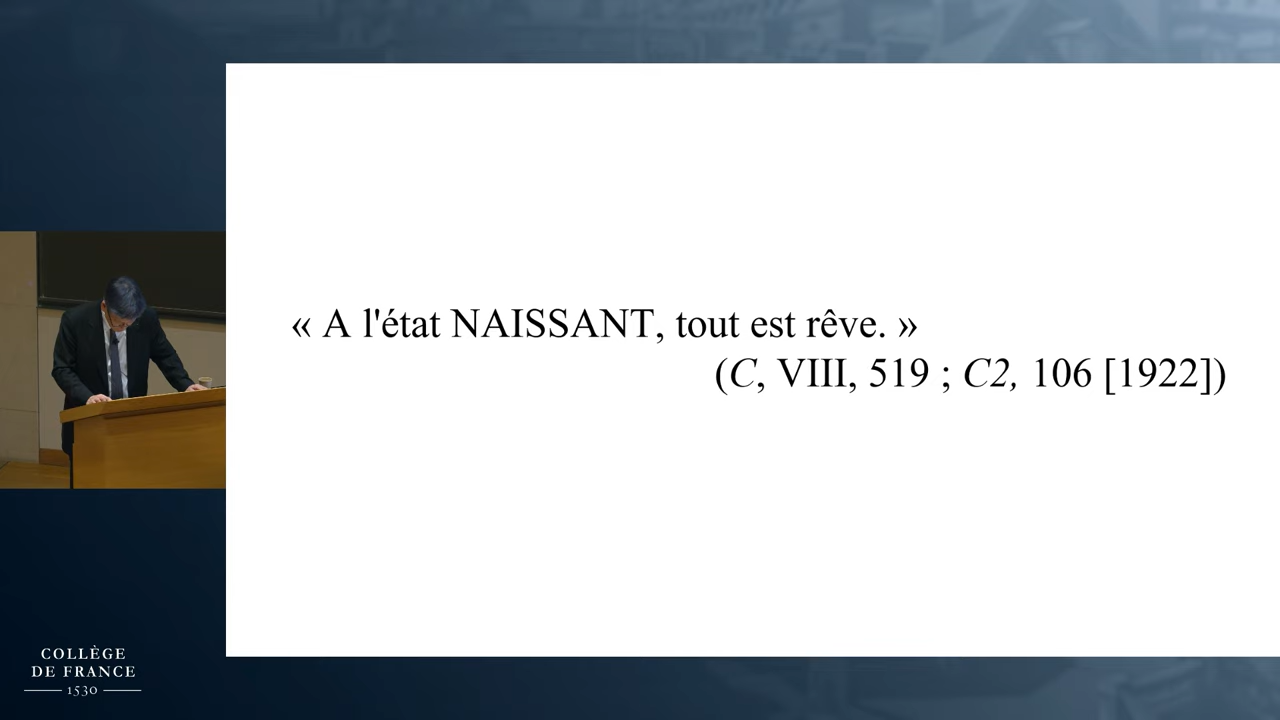 « A l'état NAISSANT, tout est rêve. »
(C, VIII, 519 ; C2, 106 [1922])
COLLÈGE
DE FRANCE
1530